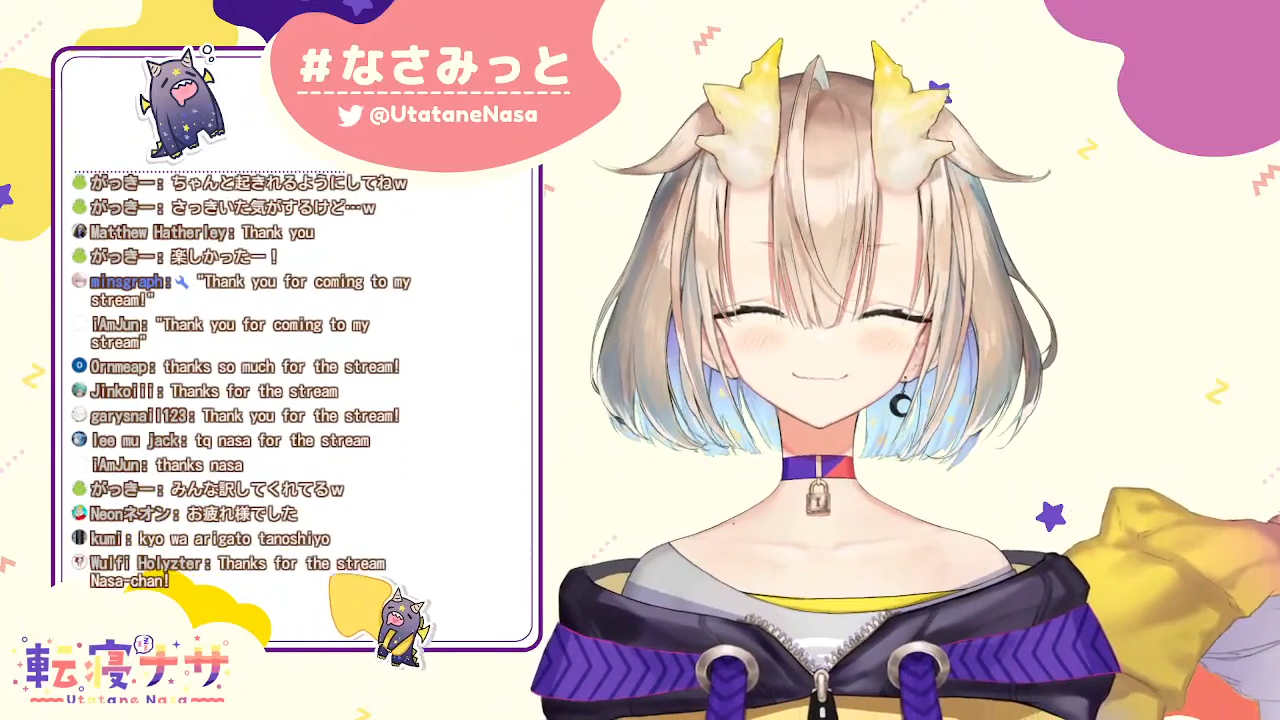 #なさみっと
@UtataneNasa
がっきー: ちゃんと起きれるようにしてねw
がっきー: さっきいた気がするけど…w
Matthew Hatherley: Thank you
がっきー: 楽しかったー！
minsgraph: "Thank you for coming to my
stream!"
iAmJun: "Thank you for coming to my
stream"
Ornmeap: thanks so much for the stream!
Jinkoiii: Thanks for the stream
garysnail123: Thank you for the stream!
lee mu jack: tq nasa for the stream
iAmJun: thanks nasa
がっきー: みんな訳してくれてるw
Neonネオン: お疲れ様でした
kumi: kyo wa arigato tanoshiyo
Wulfi Holyzter: Thanks for the stream
Nasa-chan!
転寝ナサ
Utatane Nasa